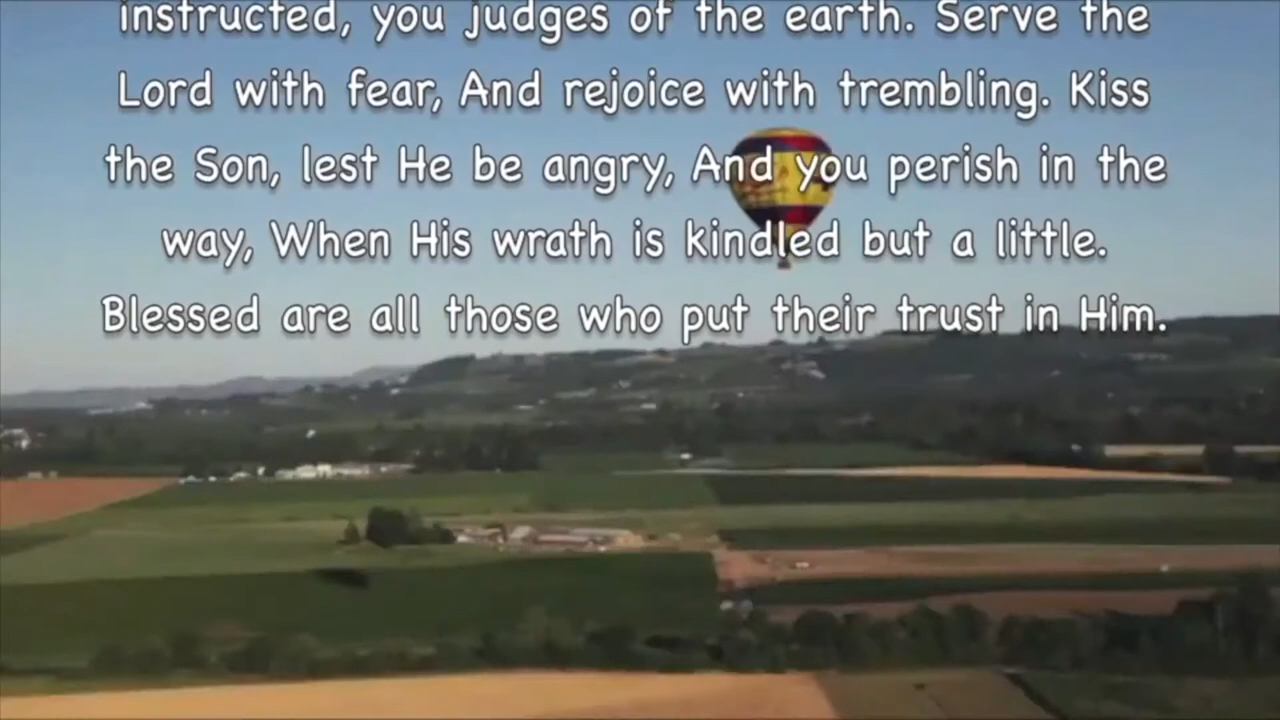 instructed, you judges of the earth. Serve the
Lord with fear, And rejoice with trembling. Kiss
the Son, lest He be angry, And you perish in the
way, When His wrath is kindled but a little.
Blessed are all those who put their trust in Him.